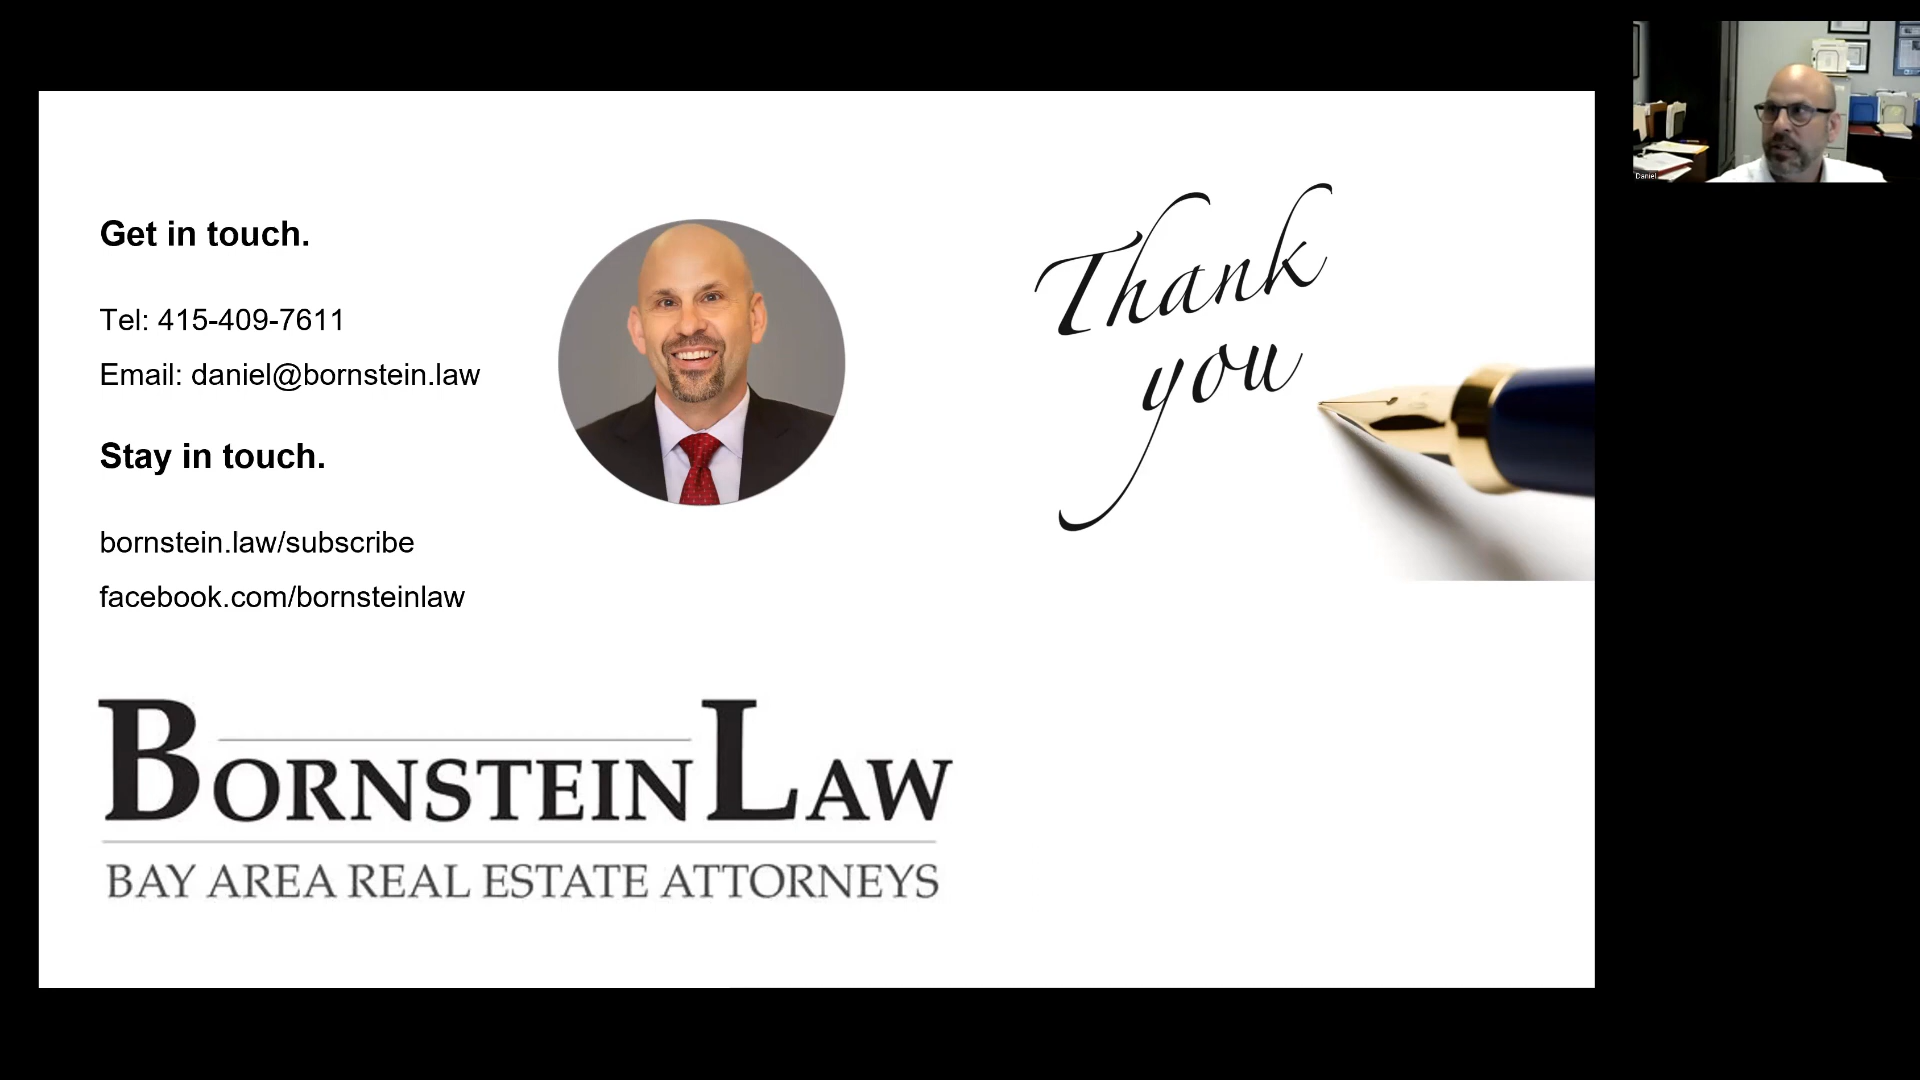 Get in touch.
Tel: 415-409-7611
Email: daniel@bornstein.law
Stay in touch.
bornstein.law/subscribe
facebook.com/bornsteinlaw
Thank
you
BORNSTEIN LAW
BAY AREA REAL ESTATE ATTORNEYS
Daniel